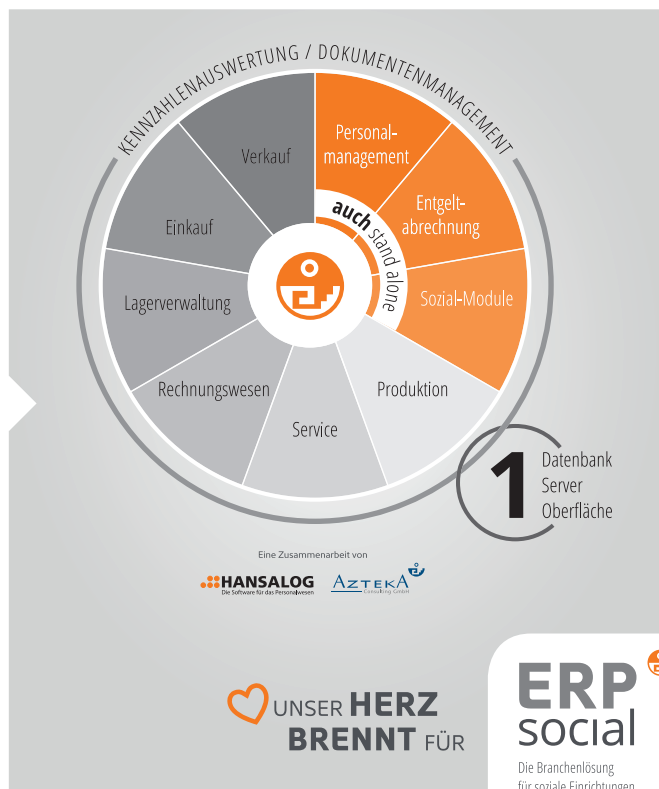 KENNZAHLENAUSWERTUNG / DOKUMENTENMANAGEMENT
Verkauf
Personal-
management
Entgelt-
abrechnung
auch stand alone
Einkauf
Lagerverwaltung
Sozial-Module
Rechnungswesen
Produktion
Service
1
Datenbank
Server
Oberfläche
Eine Zusammenarbeit von
HANSALOG
Die Software für das Personalwesen
AZTEKA
Consulting GmbH
UNSER HERZ
BRENNT FÜR
ERP
social
Die Branchenlösung
für soziale Einrichtungen